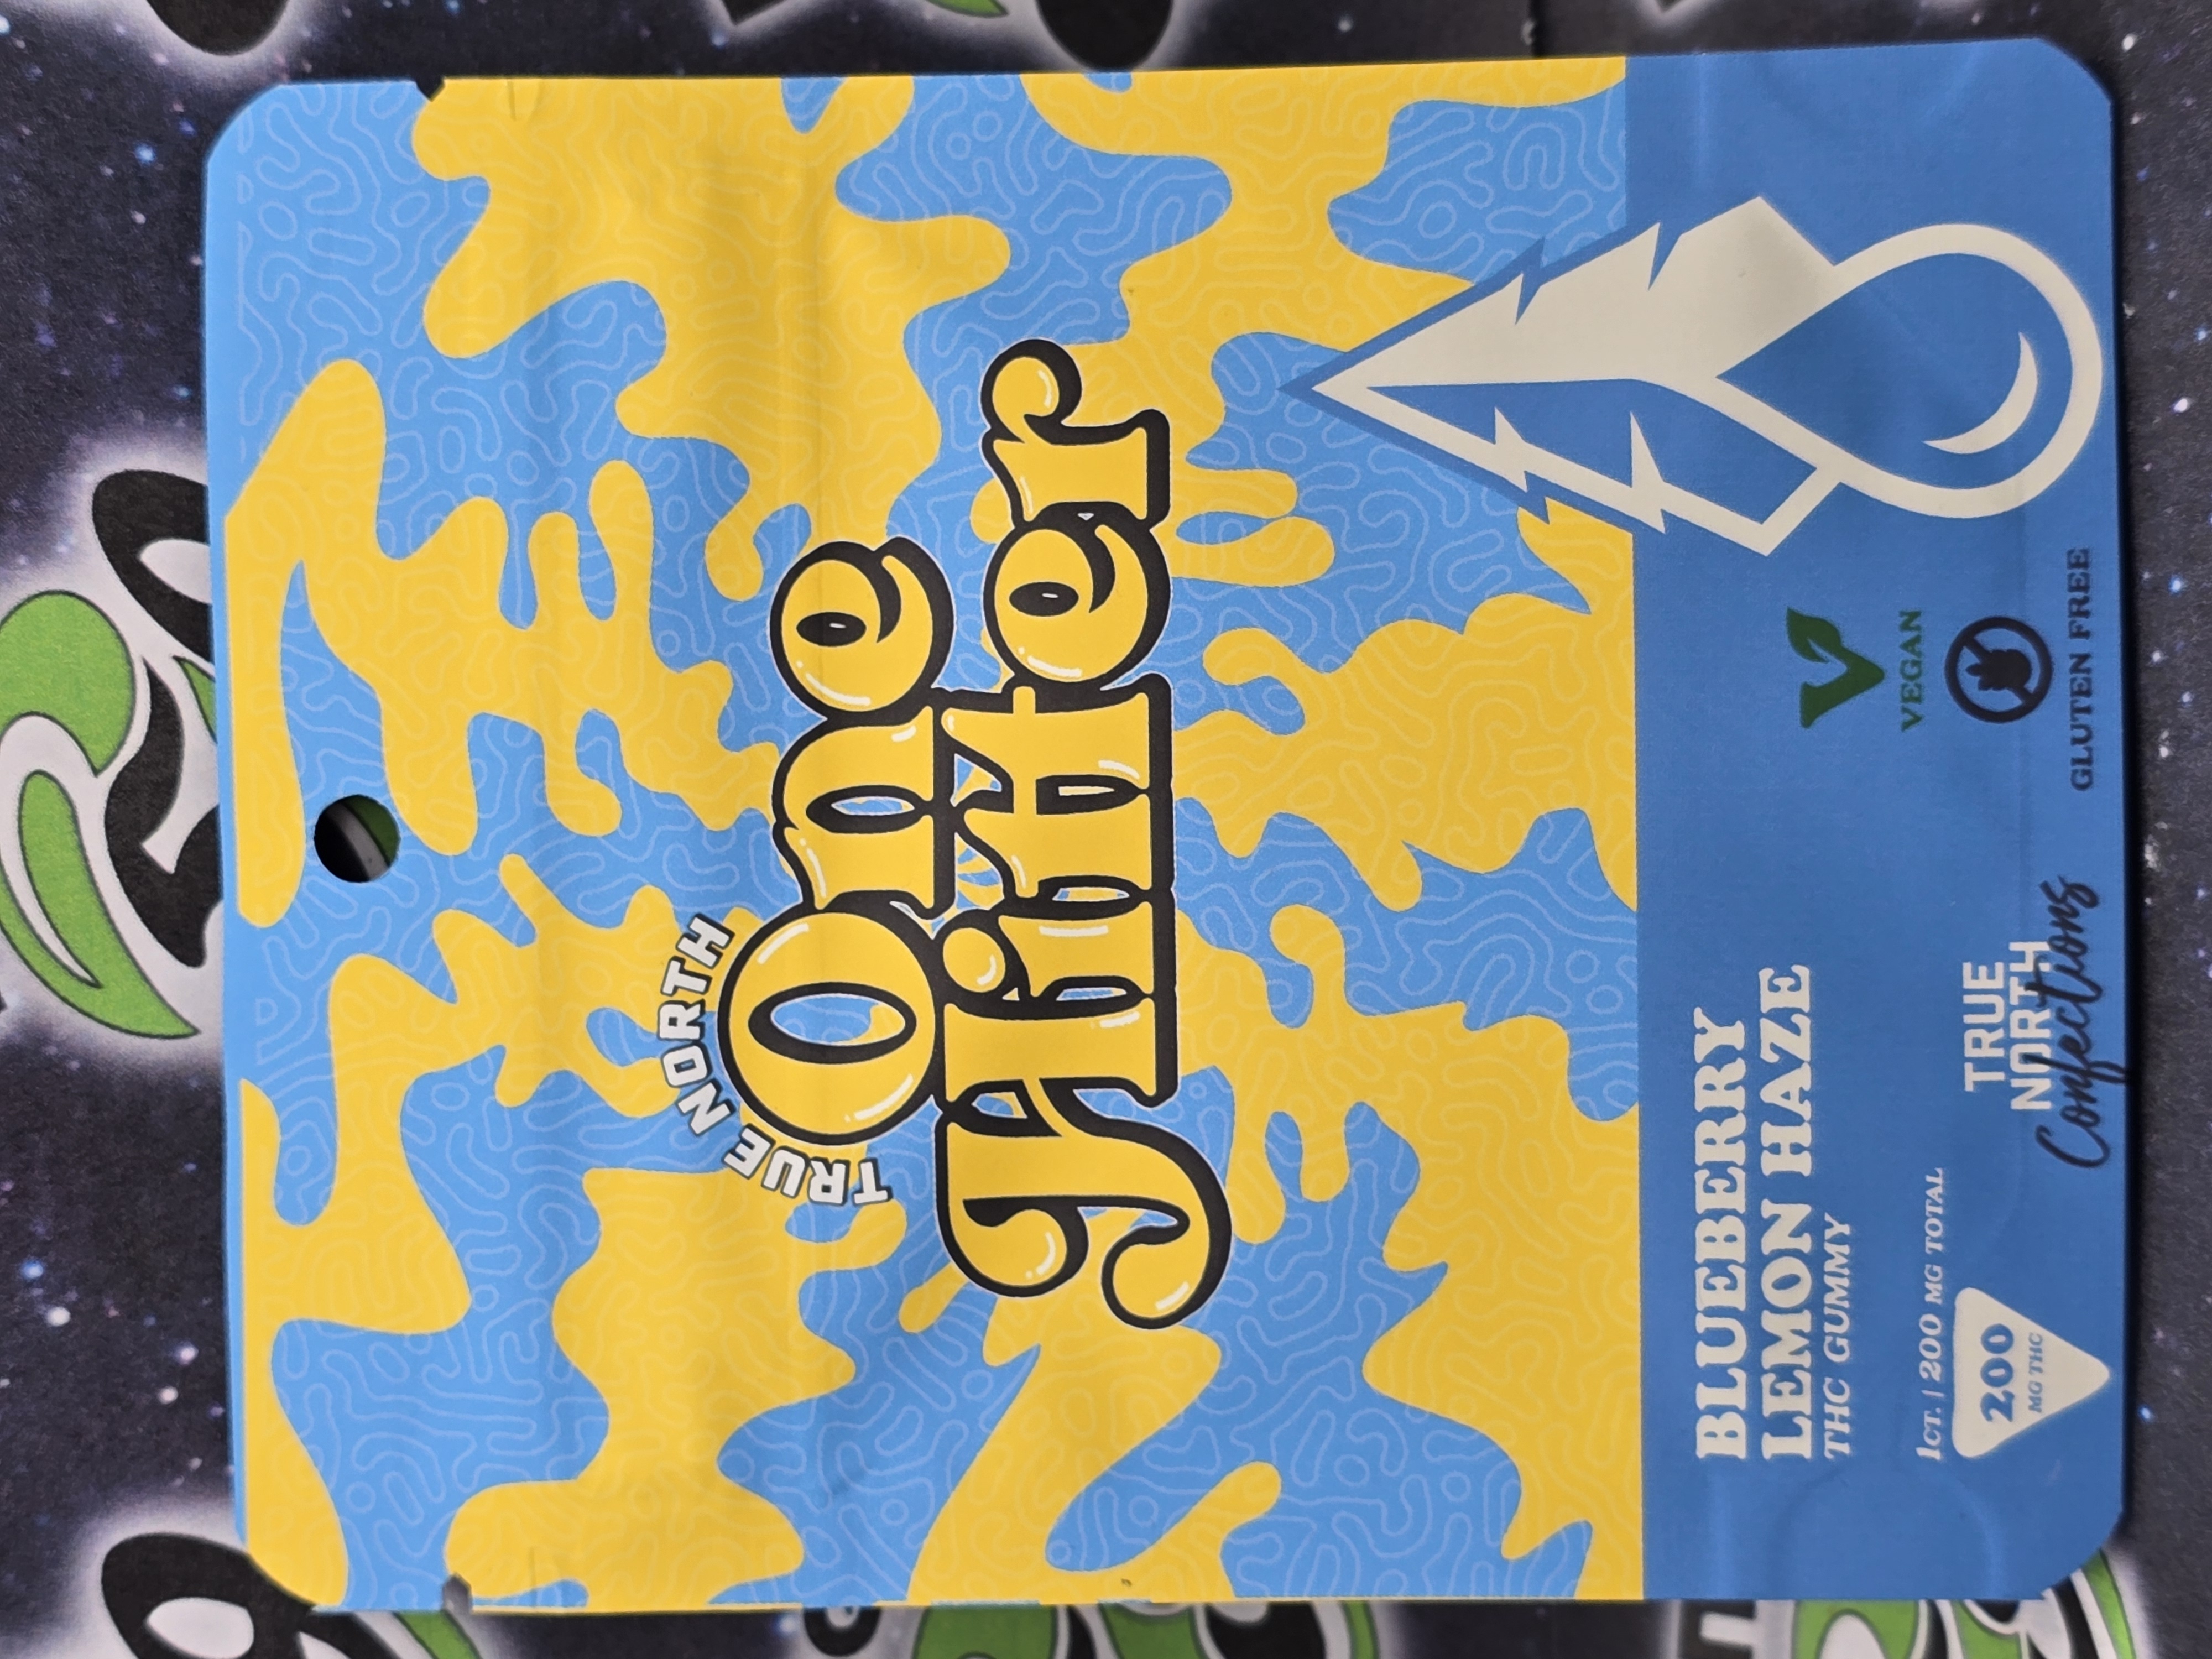 TRUE NORTH
One
Hitter
BLUEBERRY
LEMON HAZE
THC GUMMY
1CT. | 200 MG TOTAL
200
MG THC
TRUE
NORTH
Confections
VEGAN
GLUTEN FREE